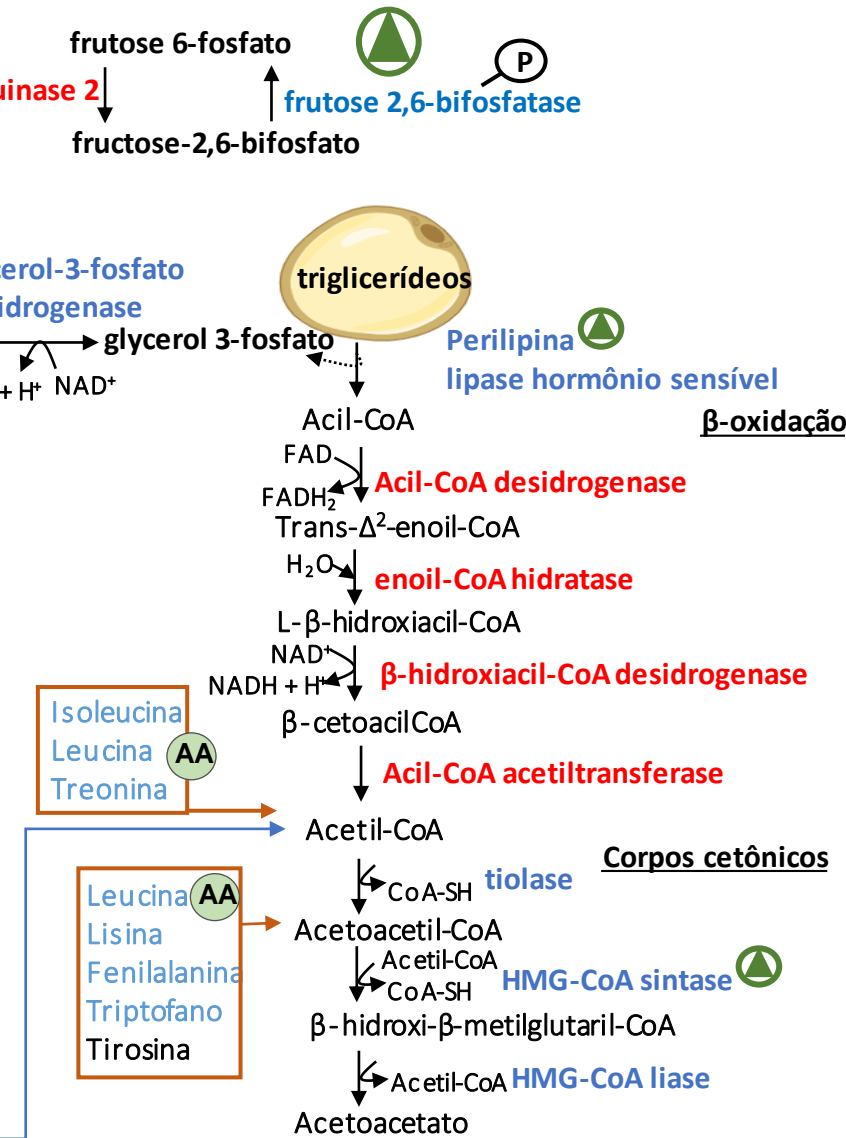 frutose 6-fosfato
P
uinase 2
frutose 2,6-bifosfatase
fructose-2,6-bifosfato
triglicerídeos
cerol-3-fosfato
idrogenase
glycerol 3-fosfato
+ H⁺ NAD⁺
Perilipina
lipase hormônio sensível
Acil-CoA
β-oxidação
FAD
FADH₂
Acil-CoA desidrogenase
Trans-Δ²-enoil-CoA
H₂O
enoil-CoA hidratase
L-β-hidroxiacil-CoA
NAD⁺
NADH + H⁺
β-hidroxiacil-CoA desidrogenase
β-cetoacilCoA
Isoleucina
Leucina
Treonina
AA
Acil-CoA acetiltransferase
Acetil-CoA
Corpos cetônicos
CoA-SH
tiolase
Leucina
Lisina
Fenilalanina
Triptofano
Tirosina
AA
Acetoacetil-CoA
Acetil-CoA
CoA-SH
HMG-CoA sintase
β-hidroxi-β-metilglutaril-CoA
Acetil-CoA
HMG-CoA liase
Acetoacetato